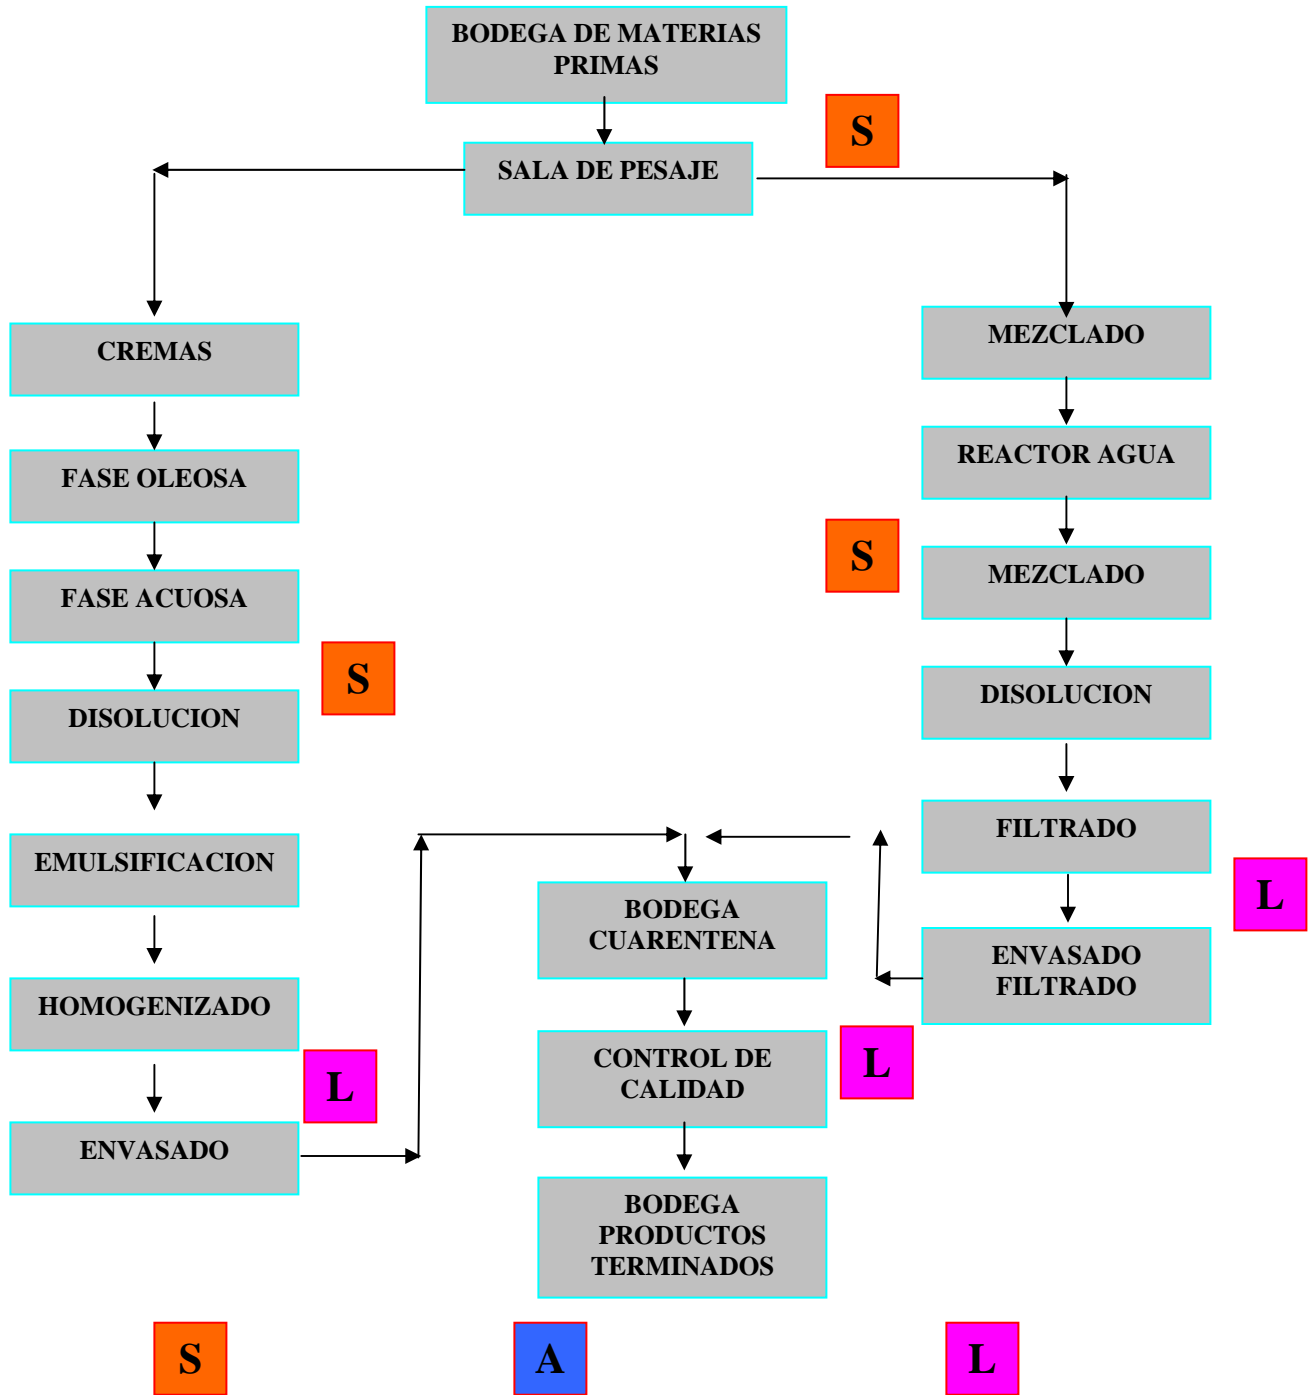 BODEGA DE MATERIAS
PRIMAS
S
SALA DE PESAJE
CREMAS
MEZCLADO
FASE OLEOSA
REACTOR AGUA
S
MEZCLADO
FASE ACUOSA
S
DISOLUCION
DISOLUCION
EMULSIFICACION
FILTRADO
L
BODEGA
CUARENTENA
ENVASADO
FILTRADO
HOMOGENIZADO
L
CONTROL DE
CALIDAD
L
ENVASADO
BODEGA
PRODUCTOS
TERMINADOS
S
A
L